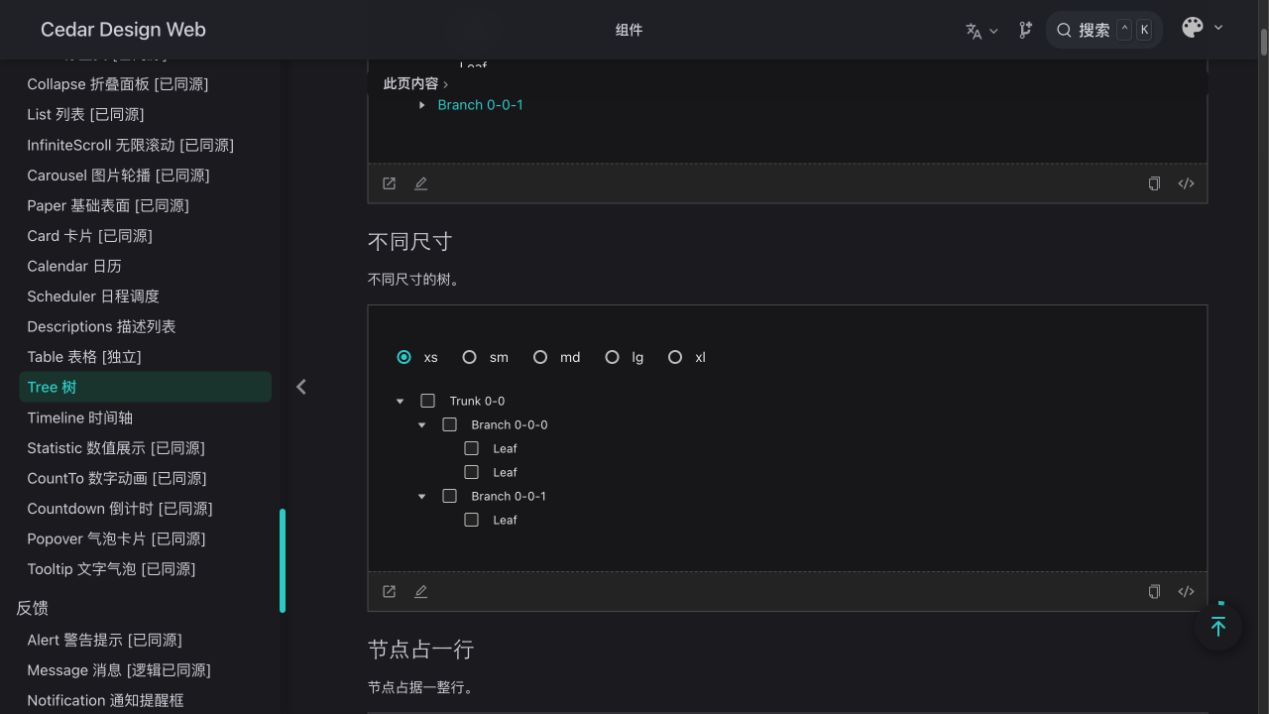 Cedar Design Web
组件
搜索
^
K
Collapse 折叠面板 [已同源]
List 列表 [已同源]
InfiniteScroll 无限滚动 [已同源]
Carousel 图片轮播 [已同源]
Paper 基础表面 [已同源]
Card 卡片 [已同源]
Calendar 日历
Scheduler 日程调度
Descriptions 描述列表
Table 表格 [独立]
Tree 树
Timeline 时间轴
Statistic 数值展示 [已同源]
CountTo 数字动画 [已同源]
Countdown 倒计时 [已同源]
Popover 气泡卡片 [已同源]
Tooltip 文字气泡 [已同源]
反馈
Alert 警告提示 [已同源]
Message 消息 [逻辑已同源]
Notification 通知提醒框
Leaf
此页内容 ›
Branch 0-0-1
不同尺寸
不同尺寸的树。
xs sm md lg xl
Trunk 0-0
Branch 0-0-0
Leaf
Leaf
Branch 0-0-1
Leaf
节点占一行
节点占据一整行。